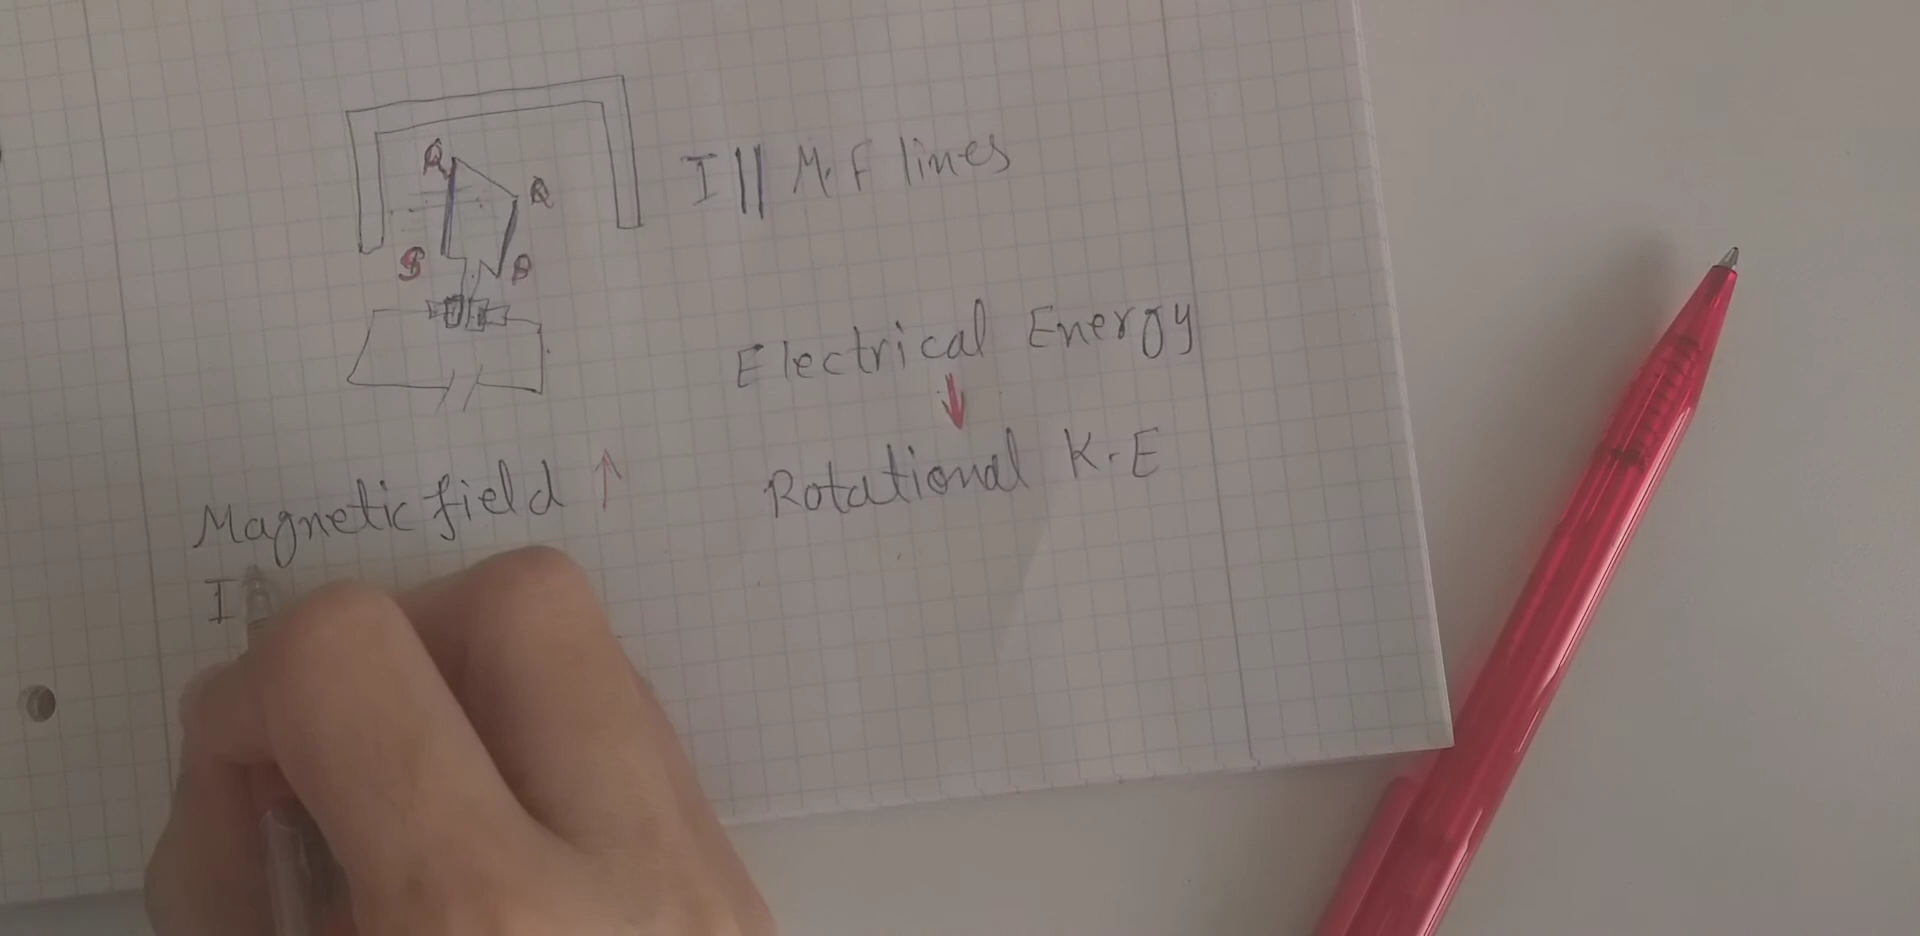 Q
R
I || M.F lines
S
Electrical Energy
↓
Rotational K.E
Magnetic field ↑
I